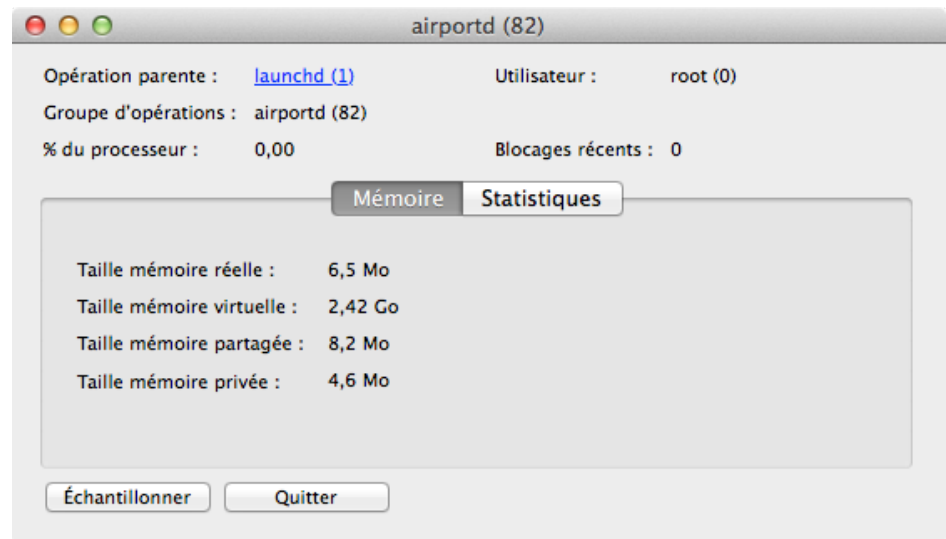 airportd (82)
Opération parente : launchd (1) Utilisateur : root (0)
Groupe d'opérations : airportd (82)
% du processeur : 0,00 Blocages récents : 0
Mémoire Statistiques
Taille mémoire réelle : 6,5 Mo
Taille mémoire virtuelle : 2,42 Go
Taille mémoire partagée : 8,2 Mo
Taille mémoire privée : 4,6 Mo
Échantillonner Quitter